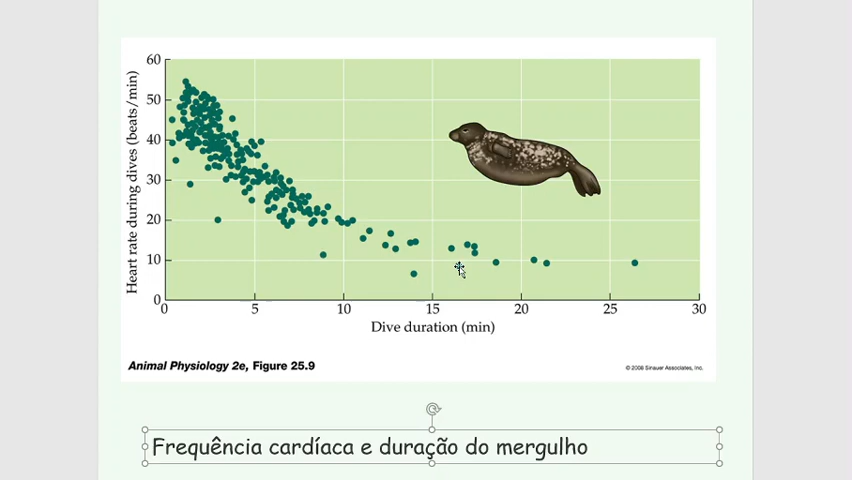 60
50
40
30
20
10
0
Heart rate during dives (beats/min)
0 5 10 15 20 25 30
Dive duration (min)
Animal Physiology 2e, Figure 25.9
© 2008 Sinauer Associates, Inc.
Frequência cardíaca e duração do mergulho